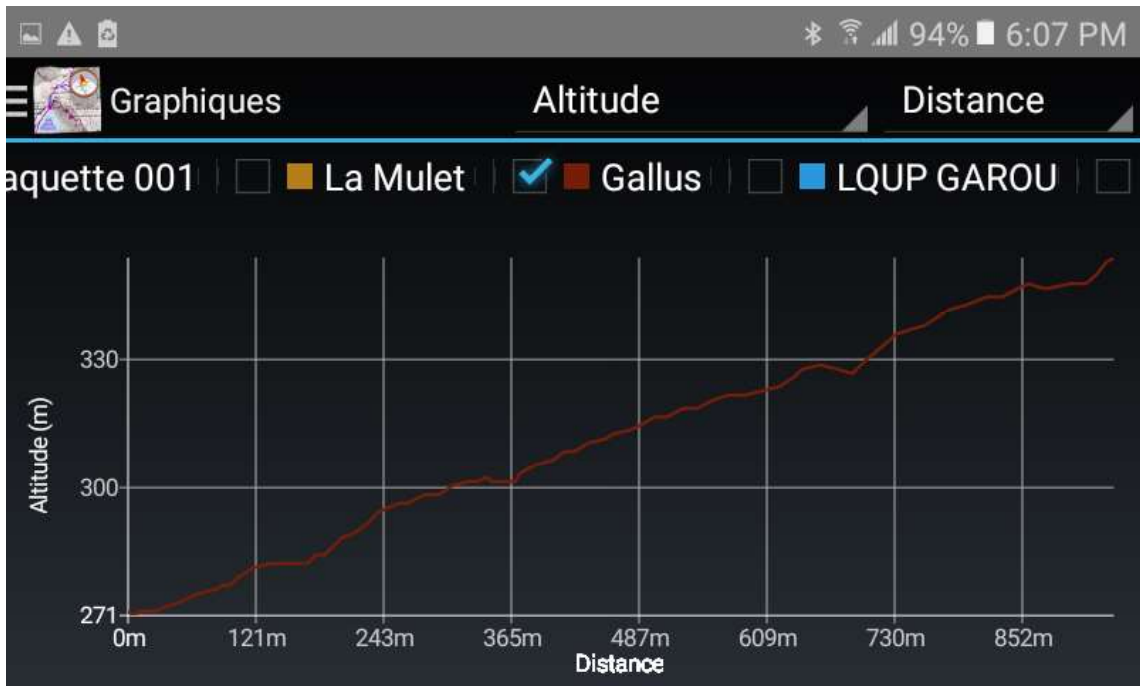 94% 6:07 PM
Graphiques Altitude Distance
aquette 001 La Mulet Gallus LQUP GAROU
330
300
271
Altitude (m)
0m 121m 243m 365m 487m 609m 730m 852m
Distance